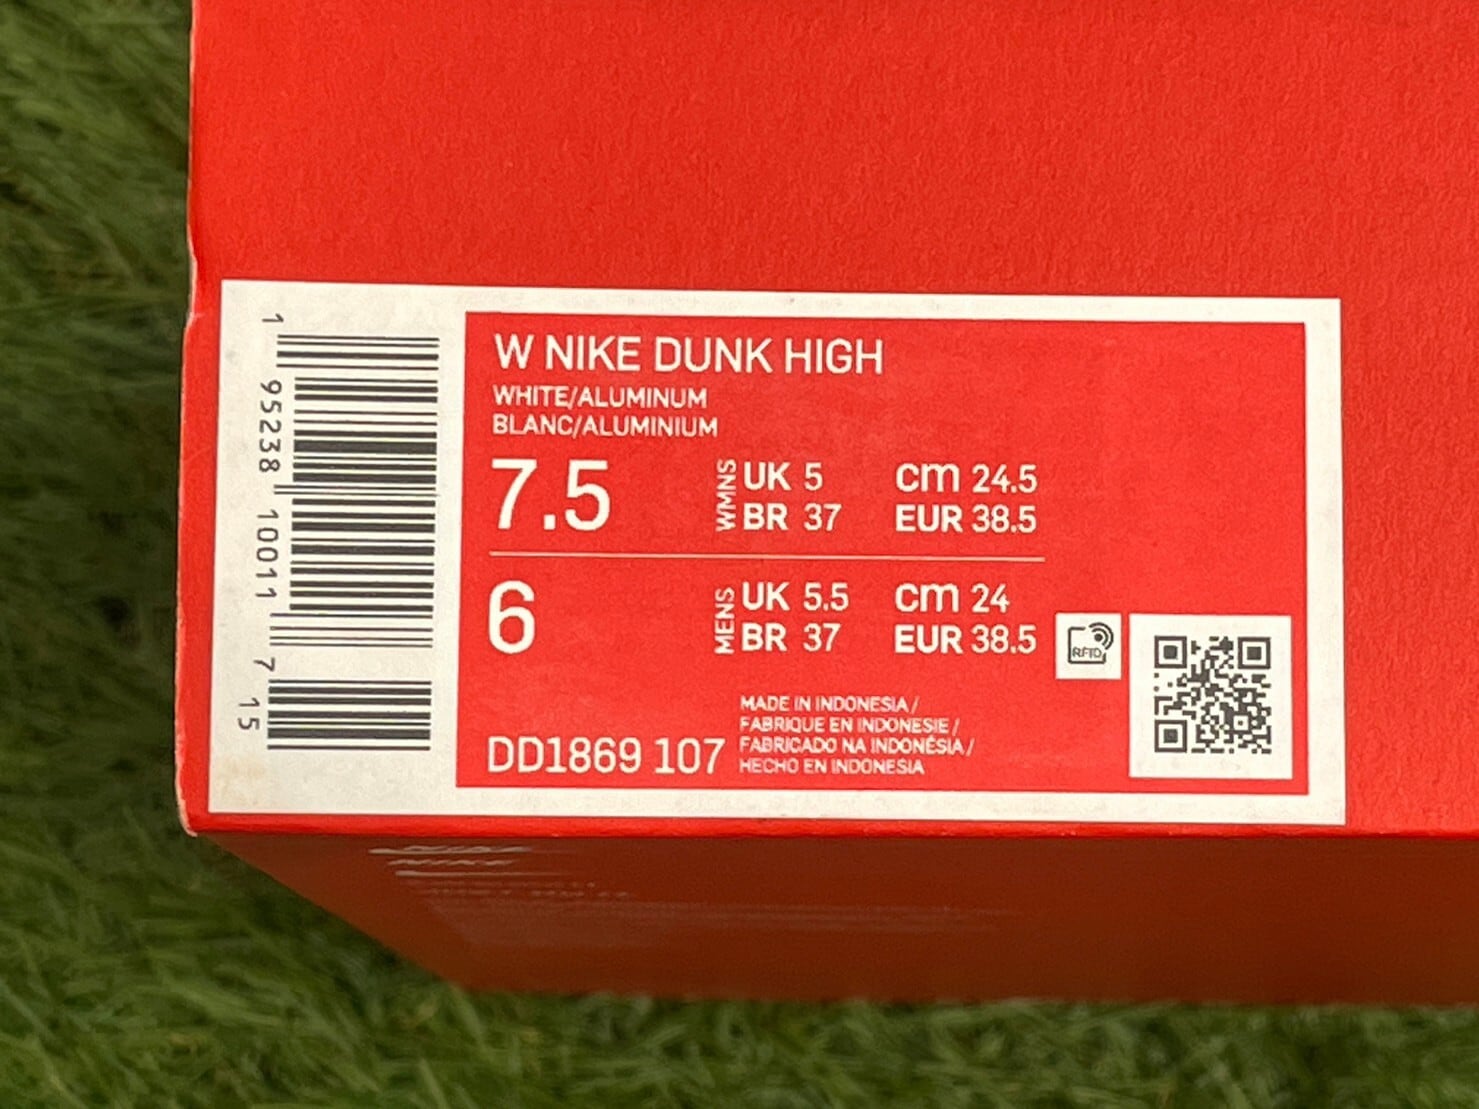 W NIKE DUNK HIGH
WHITE/ALUMINUM
BLANC/ALUMINIUM
7.5 WMNS UK 5 cm 24.5
BR 37 EUR 38.5
6 MENS UK 5.5 cm 24
BR 37 EUR 38.5
RFID
DD1869 107
MADE IN INDONESIA /
FABRIQUE EN INDONESIE /
FABRICADO NA INDONÉSIA /
HECHO EN INDONESIA
1 95238 10011 7 15
NIKE
NIKE